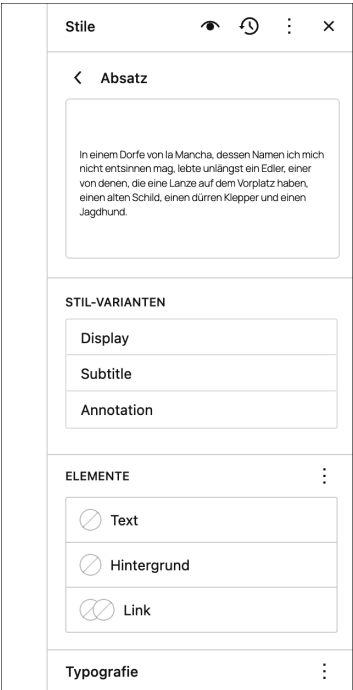 Stile
Absatz
In einem Dorfe von la Mancha, dessen Namen ich mich
nicht entsinnen mag, lebte unlängst ein Edler, einer
von denen, die eine Lanze auf dem Vorplatz haben,
einen alten Schild, einen dürren Klepper und einen
Jagdhund.
STIL-VARIANTEN
Display
Subtitle
Annotation
ELEMENTE
Text
Hintergrund
Link
Typografie